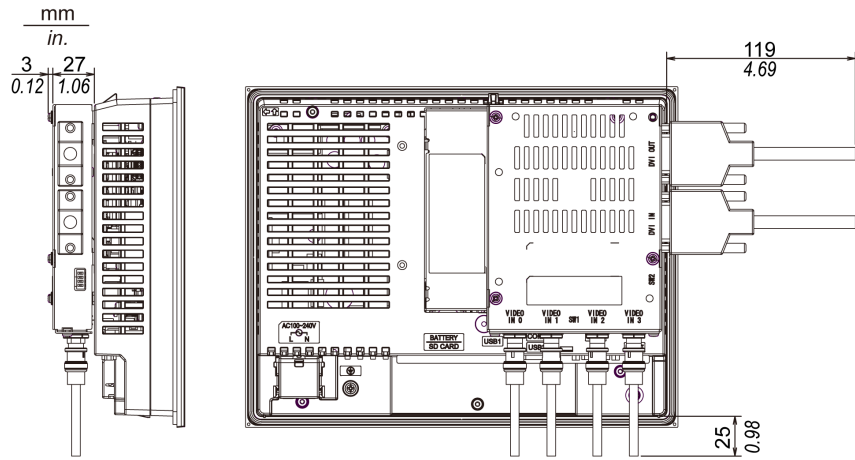 mm
in.
3
0.12
27
1.06
119
4.69
DVI OUT
DVI IN
SW2
VIDEO
IN 0
VIDEO
IN 1
SW1
VIDEO
IN 2
VIDEO
IN 3
AC100-240V
L N
BATTERY
SD CARD
USB1
25
0.98